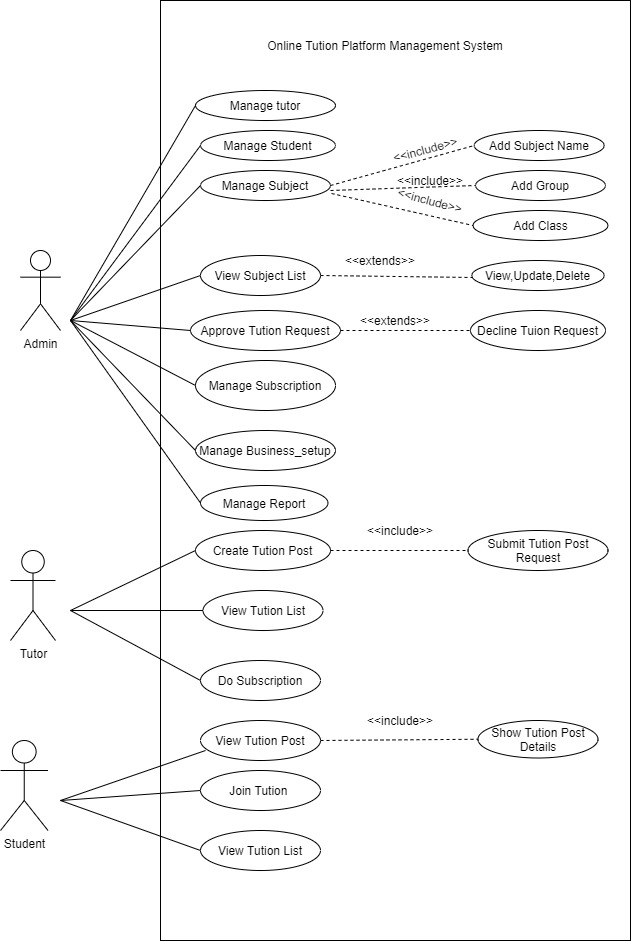 Online Tution Platform Management System
Manage tutor
Manage Student
<<include>>
Add Subject Name
Manage Subject
<<include>>
Add Group
<<include>>
Add Class
Admin
View Subject List
<<extends>>
View,Update,Delete
Approve Tution Request
<<extends>>
Decline Tuion Request
Manage Subscription
Manage Business_setup
Manage Report
Create Tution Post
<<include>>
Submit Tution Post
Request
View Tution List
Tutor
Do Subscription
View Tution Post
<<include>>
Show Tution Post
Details
Join Tution
Student
View Tution List